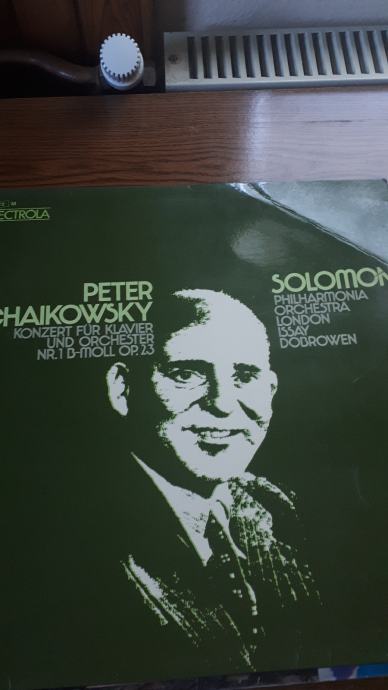 ECTROLA
PETER
CHAIKOWSKY
KONZERT FÜR KLAVIER
UND ORCHESTER
NR.1 B-MOLL OP.23
SOLOMON
PHILHARMONIA
ORCHESTRA
LONDON
ISSAY
DOBROWEN